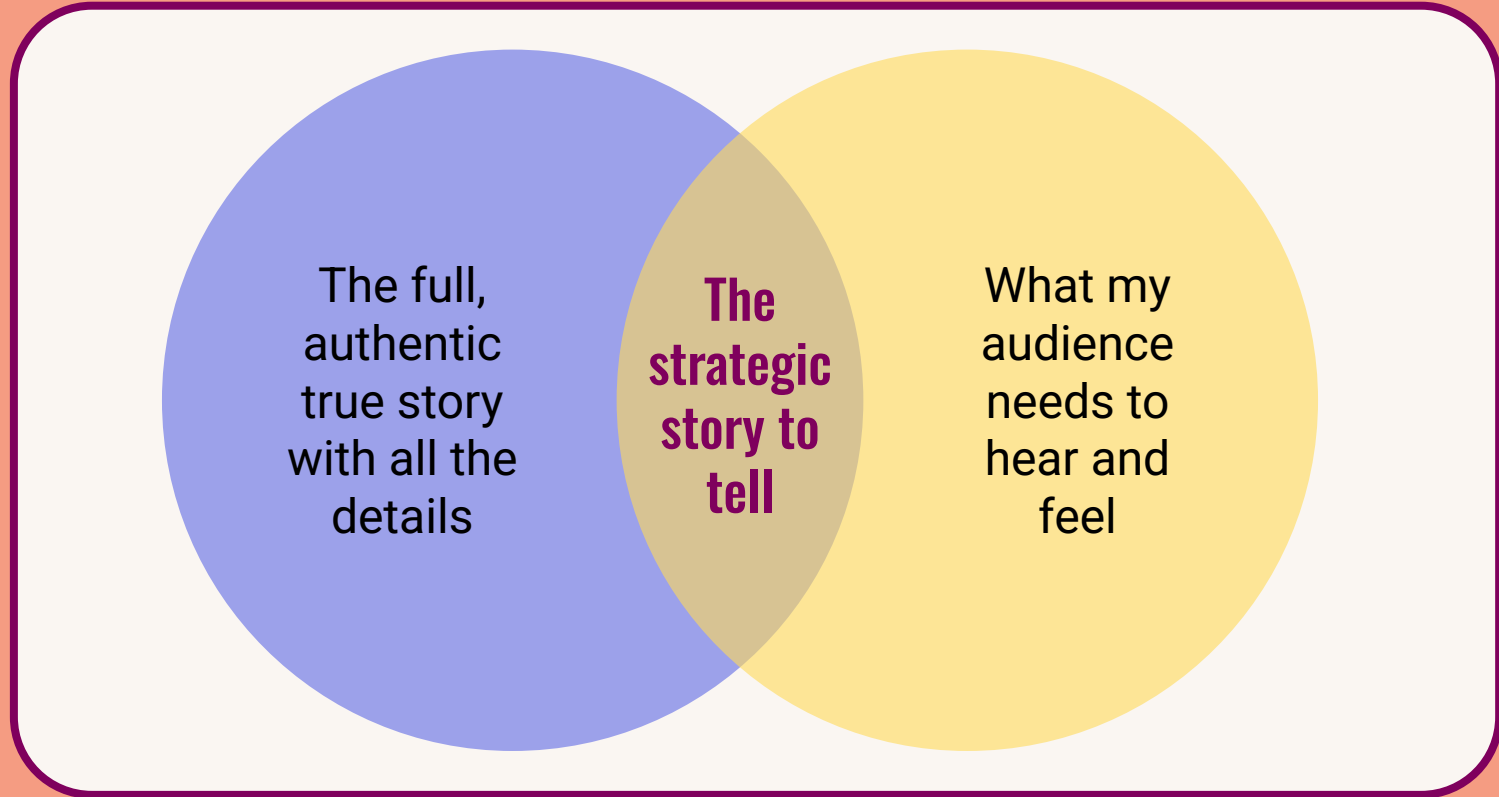 The full,
authentic
true story
with all the
details
The
strategic
story to
tell
What my
audience
needs to
hear and
feel